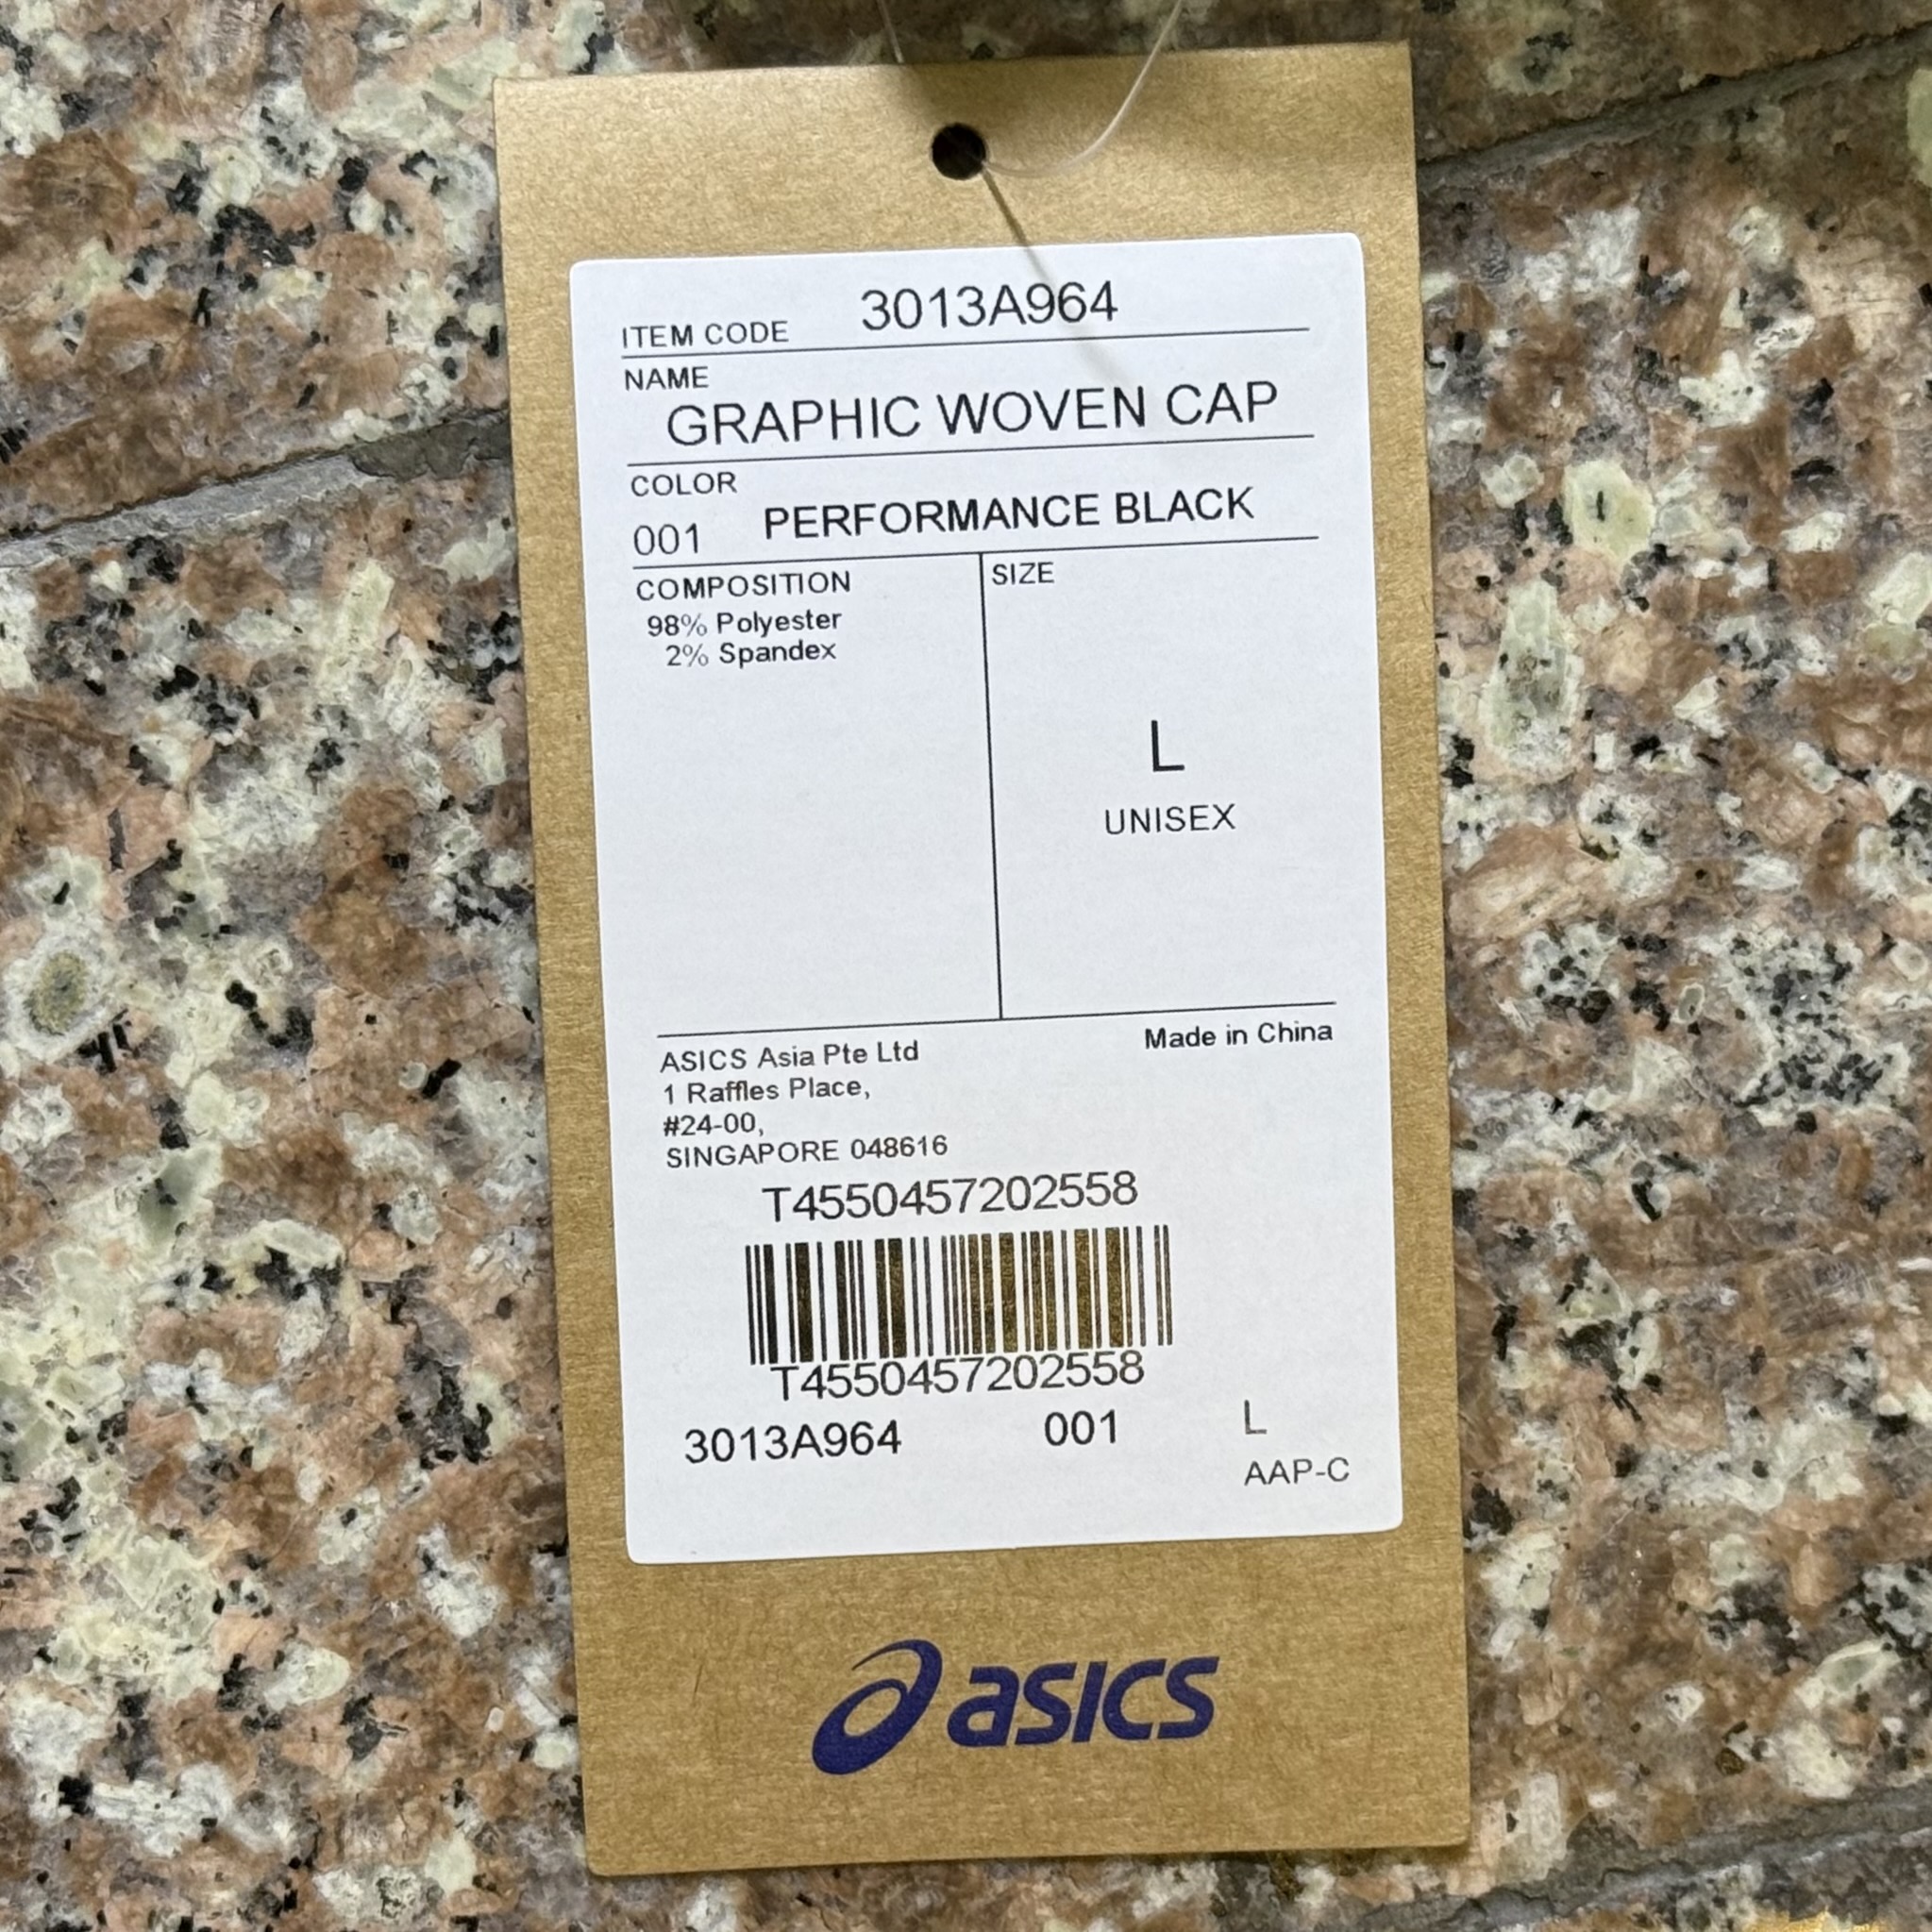 ITEM CODE 3013A964
NAME
GRAPHIC WOVEN CAP
COLOR
001 PERFORMANCE BLACK
COMPOSITION
98% Polyester
2% Spandex
SIZE
L
UNISEX
Made in China
ASICS Asia Pte Ltd
1 Raffles Place,
#24-00,
SINGAPORE 048616
T4550457202558
T4550457202558
3013A964 001 L
AAP-C
asics